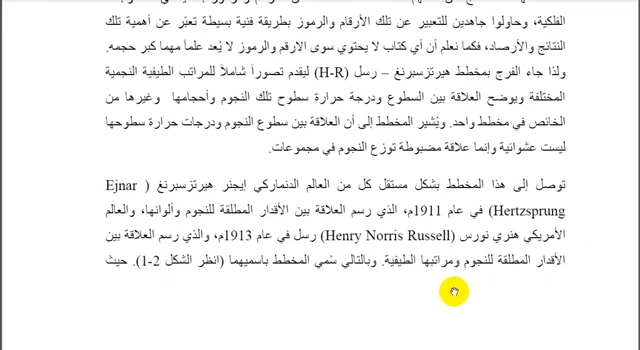 الفلكية، وحاولوا جاهدين للتعبير عن تلك الأرقام والرموز بطريقة فنية بسيطة تعبّر عن أهمية تلك
النتائج والأرصاد، فكما نعلم أن أي كتاب لا يحتوي سوى الارقم والرموز لا يُعد علماً مهما كبر حجمه.
ولذا جاء الفرج بمخطط هيرتزسبرنغ – رسل (H-R) ليقدم تصوراً شاملاً للمراتب الطيفية النجمية
المختلفة ويوضح العلاقة بين السطوع ودرجة حرارة سطوح تلك النجوم وأحجامها وغيرها من
الخائص في مخطط واحد. ويُشير المخطط إلى أن العلاقة بين سطوع النجوم ودرجات حرارة سطوحها
ليست عشوائية وإنما علاقة مضبوطة توزع النجوم في مجموعات.
توصل إلى هذا المخطط بشكل مستقل كل من العالم الدنماركي إيجنر هيرتزسبرنغ ( Ejnar
Hertzsprung) في عام 1911م، الذي رسم العلاقة بين الأقدار المطلقة للنجوم وألوانها، والعالم
الأمريكي هنري نورس (Henry Norris Russell) رسل في عام 1913م، والذي رسم العلاقة بين
الأقدار المطلقة للنجوم ومراتبها الطيفية. وبالتالي سُمي المخطط باسميهما (انظر الشكل 2-1). حيث